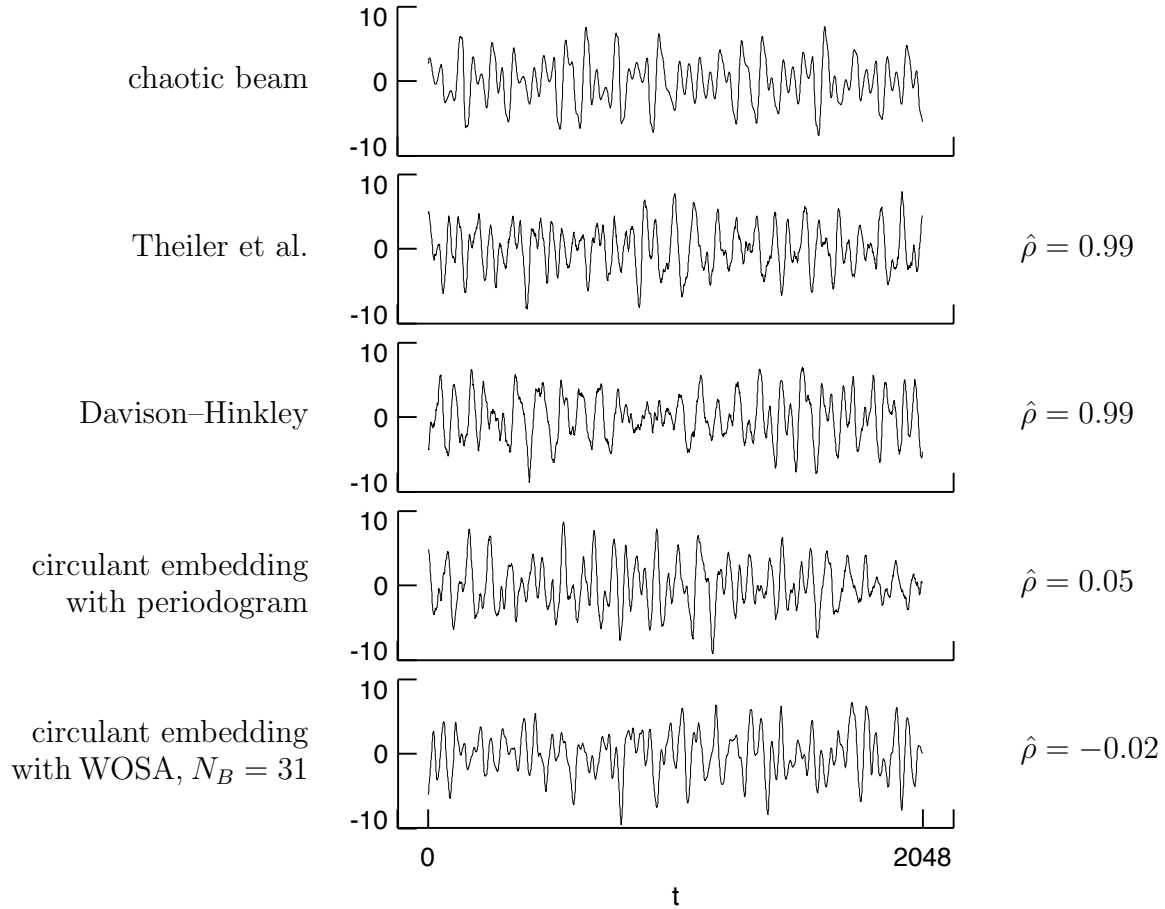 10
chaotic beam
0
-10
10
Theiler et al.
0
ρ̂ = 0.99
-10
10
Davison–Hinkley
0
ρ̂ = 0.99
-10
10
circulant embedding
with periodogram
0
ρ̂ = 0.05
-10
10
circulant embedding
with WOSA, N_B = 31
0
ρ̂ = −0.02
-10
0
2048
t